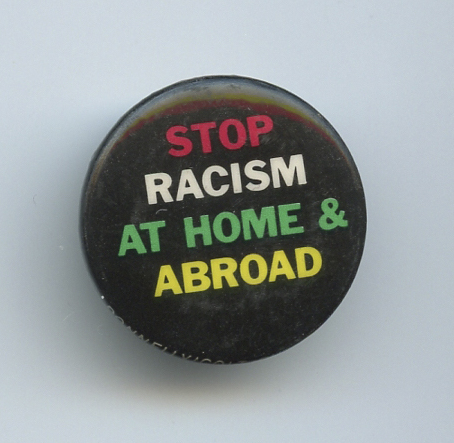 STOP
RACISM
AT HOME &
ABROAD